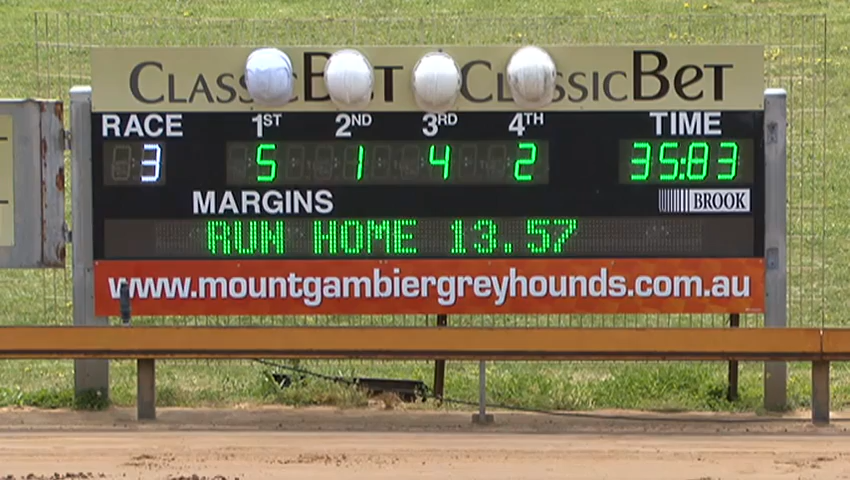 CLASSICBET CLASSICBET
RACE 1ST 2ND 3RD 4TH TIME
3 5 1 4 2 35:83
MARGINS BROOK
RUN HOME 13.57
www.mountgambiergreyhounds.com.au